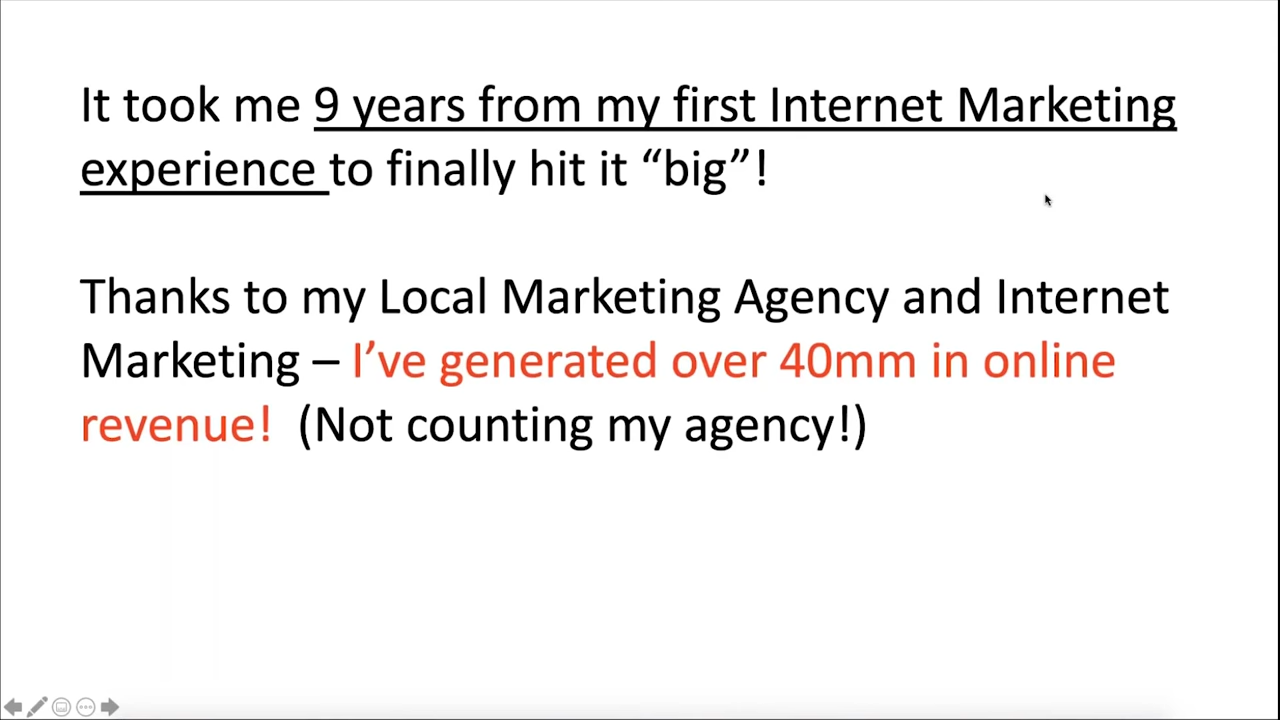 It took me 9 years from my first Internet Marketing
experience to finally hit it “big”!
Thanks to my Local Marketing Agency and Internet
Marketing – I’ve generated over 40mm in online
revenue!  (Not counting my agency!)